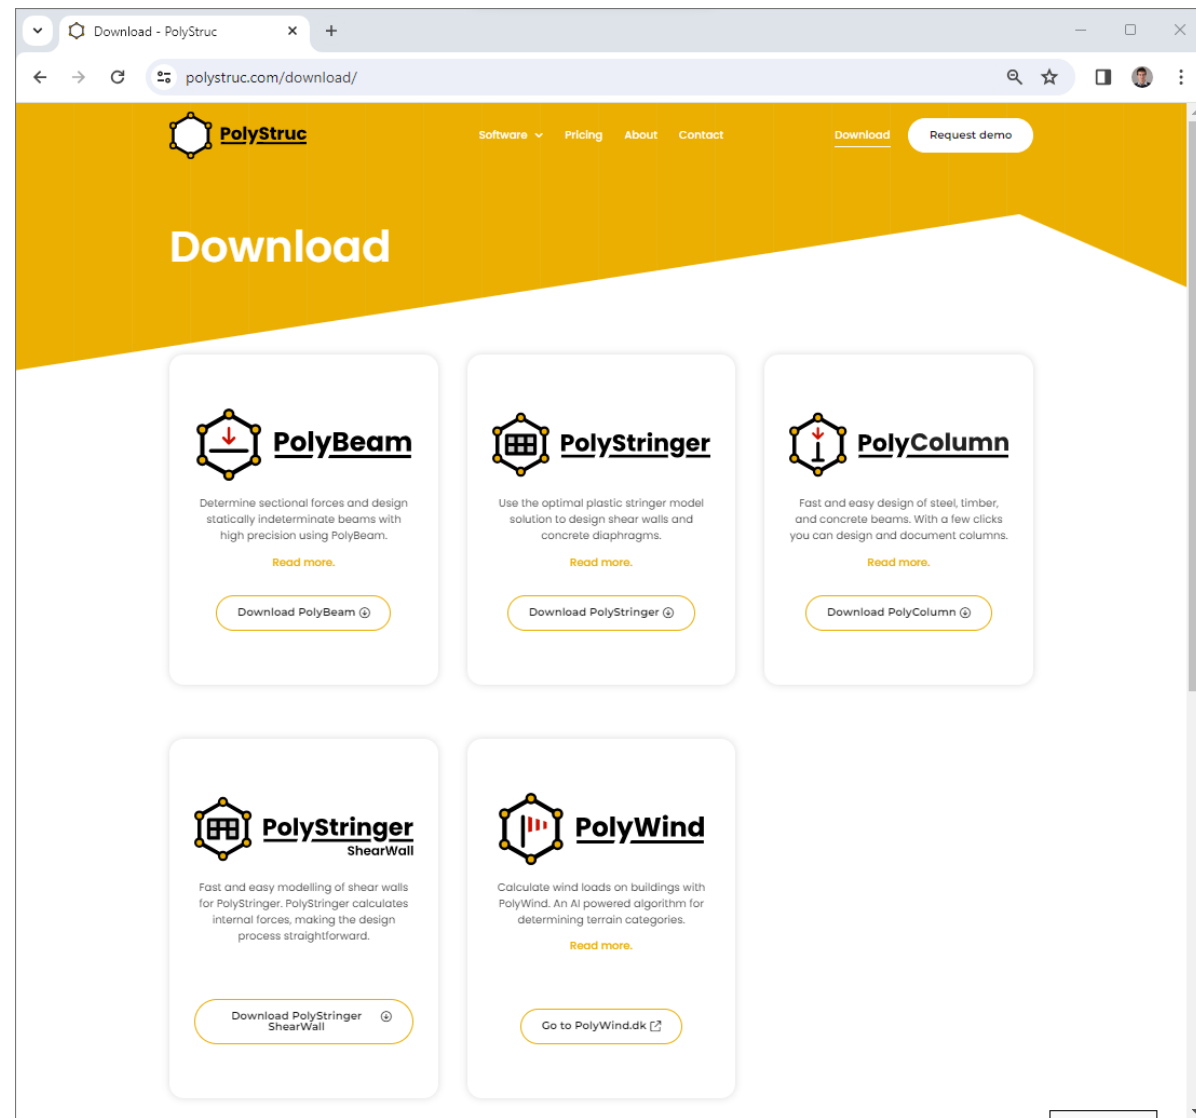 Download - PolyStruc
polystruc.com/download/
PolyStruc
Software
Pricing
About
Contact
Download
Request demo
Download
PolyBeam
Determine sectional forces and design
statically indeterminate beams with
high precision using PolyBeam.
Read more.
Download PolyBeam
PolyStringer
Use the optimal plastic stringer model
solution to design shear walls and
concrete diaphragms.
Read more.
Download PolyStringer
PolyColumn
Fast and easy design of steel, timber,
and concrete beams. With a few clicks
you can design and document columns.
Read more.
Download PolyColumn
PolyStringer
ShearWall
Fast and easy modelling of shear walls
for PolyStringer. PolyStringer calculates
internal forces, making the design
process straightforward.
Download PolyStringer
ShearWall
PolyWind
Calculate wind loads on buildings with
PolyWind. An AI powered algorithm for
determining terrain categories.
Read more.
Go to PolyWind.dk